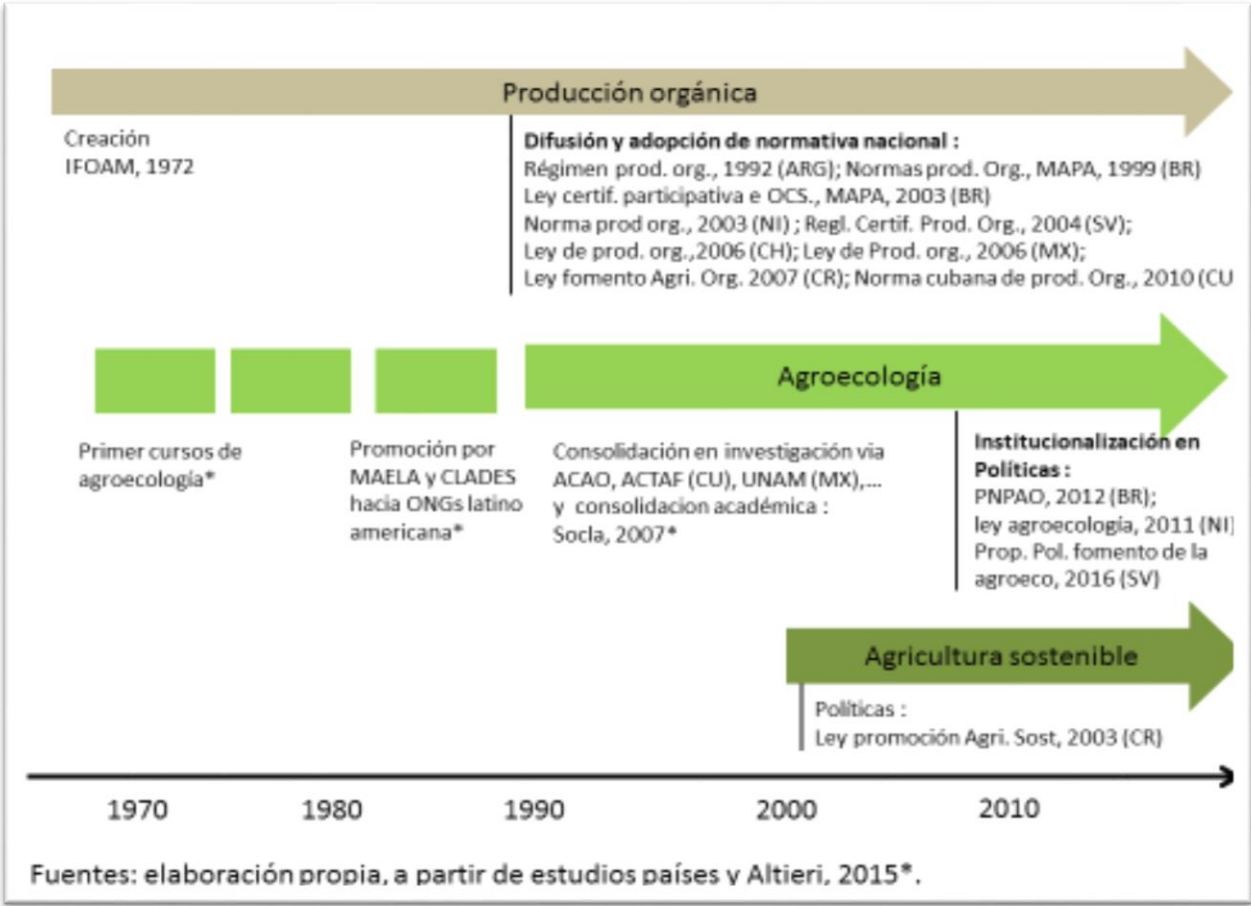 Producción orgánica
Creación
IFOAM, 1972
Difusión y adopción de normativa nacional :
Régimen prod. org., 1992 (ARG); Normas prod. Org., MAPA, 1999 (BR)
Ley certif. participativa e OCS., MAPA, 2003 (BR)
Norma prod org., 2003 (NI) ; Regl. Certif. Prod. Org., 2004 (SV);
Ley de prod. org.,2006 (CH); Ley de Prod. org., 2006 (MX);
Ley fomento Agri. Org. 2007 (CR); Norma cubana de prod. Org., 2010 (CU
Agroecología
Primer cursos de
agroecología*
Promoción por
MAELA y CLADES
hacia ONGs latino
americana*
Consolidación en investigación via
ACAO, ACTAF (CU), UNAM (MX),...
y consolidacion académica :
Socla, 2007*
Institucionalización en
Políticas :
PNPAO, 2012 (BR);
ley agroecología, 2011 (NI)
Prop. Pol. fomento de la
agroeco, 2016 (SV)
Agricultura sostenible
Políticas :
Ley promoción Agri. Sost, 2003 (CR)
1970 1980 1990 2000 2010
Fuentes: elaboración propia, a partir de estudios países y Altieri, 2015*.